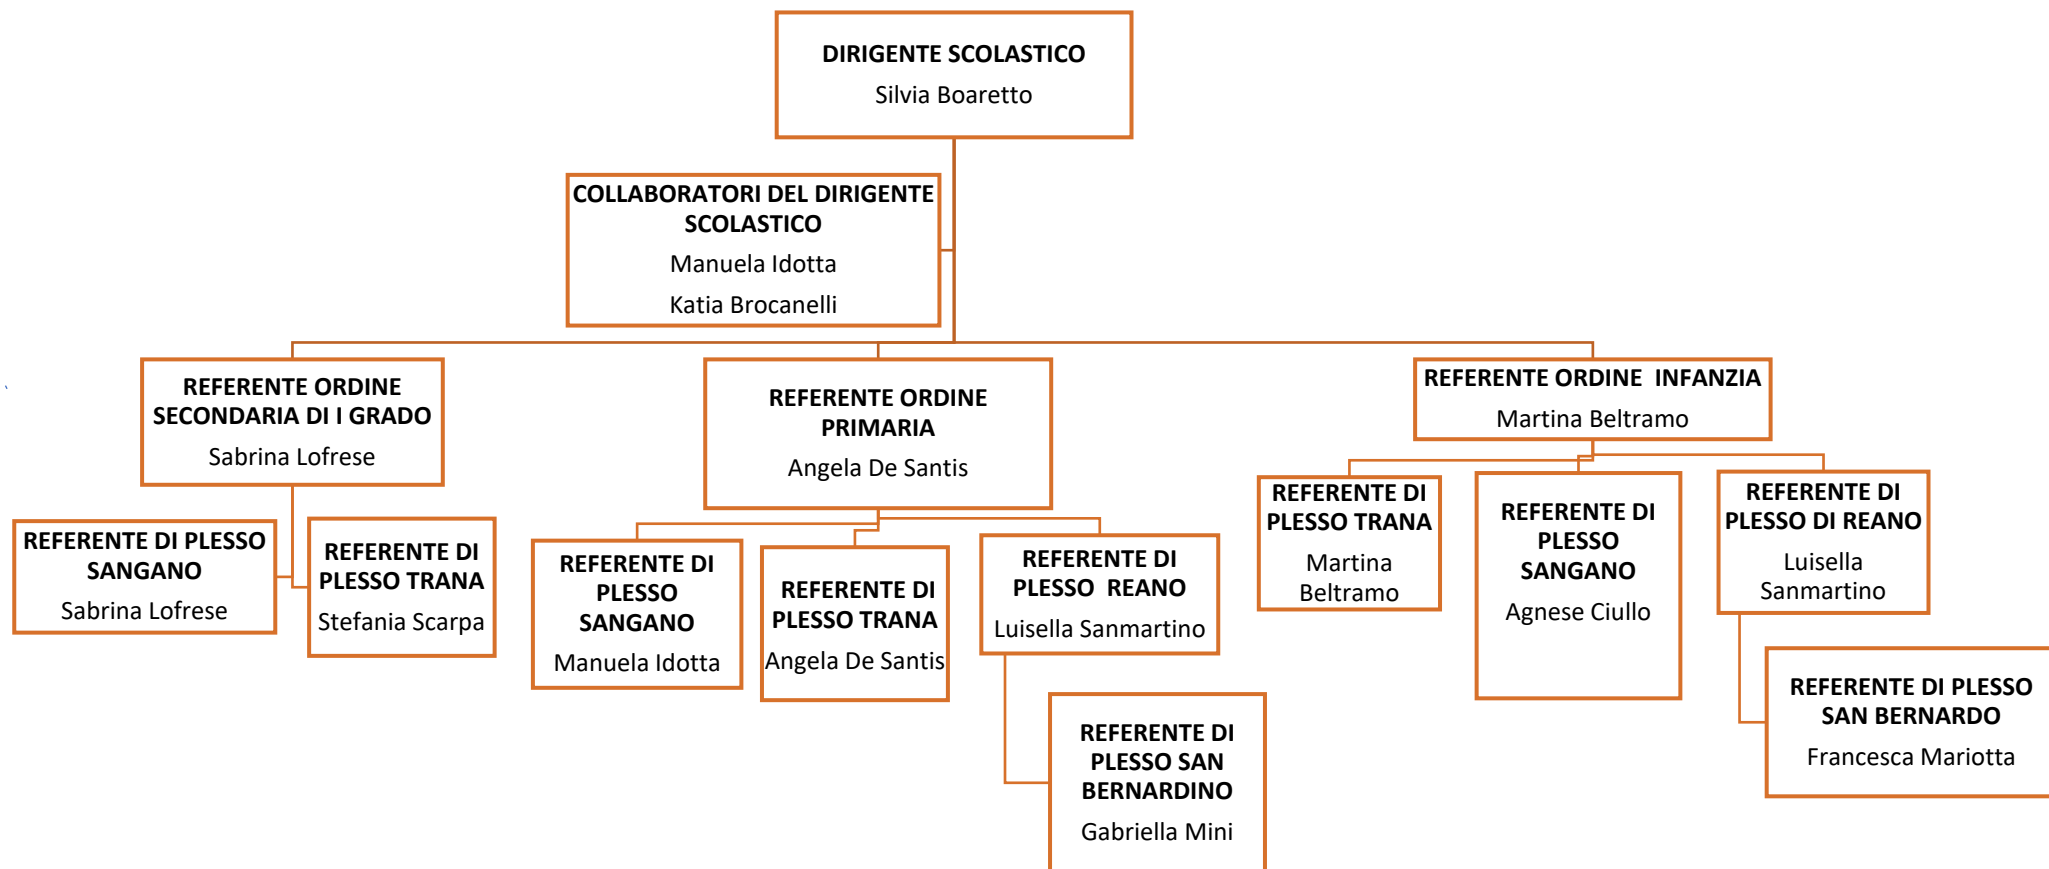 DIRIGENTE SCOLASTICO
Silvia Boaretto
COLLABORATORI DEL DIRIGENTE
SCOLASTICO
Manuela Idotta
Katia Brocanelli
REFERENTE ORDINE
SECONDARIA DI I GRADO
Sabrina Lofrese
REFERENTE DI PLESSO
SANGANO
Sabrina Lofrese
REFERENTE DI
PLESSO TRANA
Stefania Scarpa
REFERENTE ORDINE
PRIMARIA
Angela De Santis
REFERENTE DI
PLESSO
SANGANO
Manuela Idotta
REFERENTE DI
PLESSO TRANA
Angela De Santis
REFERENTE DI
PLESSO REANO
Luisella Sanmartino
REFERENTE DI
PLESSO SAN
BERNARDINO
Gabriella Mini
REFERENTE ORDINE INFANZIA
Martina Beltramo
REFERENTE DI
PLESSO TRANA
Martina
Beltramo
REFERENTE DI
PLESSO
SANGANO
Agnese Ciullo
REFERENTE DI
PLESSO DI REANO
Luisella
Sanmartino
REFERENTE DI PLESSO
SAN BERNARDO
Francesca Mariotta